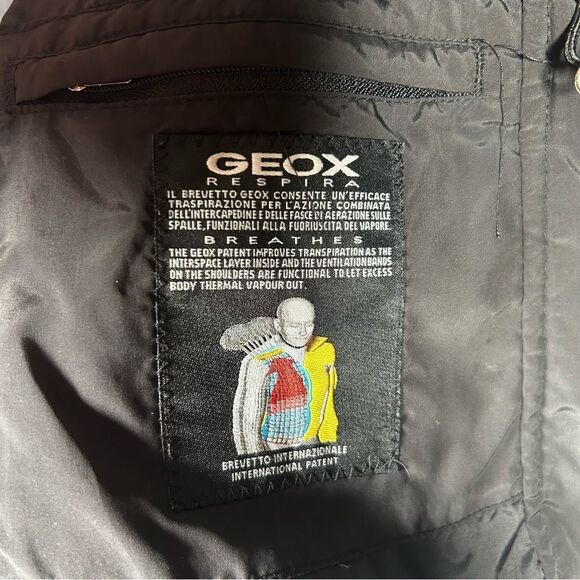 GEOX
RESPIRA
IL BREVETTO GEOX CONSENTE UN'EFFICACE
TRASPIRAZIONE PER L'AZIONE COMBINATA
DELL'INTERCAPEDINE E DELLE FASCE DI AERAZIONE SULLE
SPALLE, FUNZIONALI ALLA FUORIUSCITA DEL VAPORE.
BREATHES
THE GEOX PATENT IMPROVES TRANSPIRATION AS THE
INTERSPACE LAYER INSIDE AND THE VENTILATION BANDS
ON THE SHOULDERS ARE FUNCTIONAL TO LET EXCESS
BODY THERMAL VAPOUR OUT.
BREVETTO INTERNAZIONALE
INTERNATIONAL PATENT